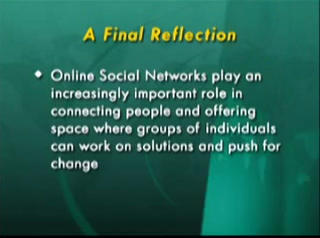 A Final Reflection
Online Social Networks play an
increasingly important role in
connecting people and offering
space where groups of individuals
can work on solutions and push for
change